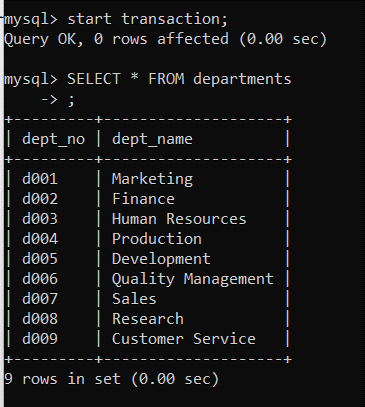 mysql> start transaction;
Query OK, 0 rows affected (0.00 sec)
mysql> SELECT * FROM departments
    -> ;
+---------+--------------------+
| dept_no | dept_name          |
+---------+--------------------+
| d001    | Marketing          |
| d002    | Finance            |
| d003    | Human Resources    |
| d004    | Production         |
| d005    | Development        |
| d006    | Quality Management |
| d007    | Sales              |
| d008    | Research           |
| d009    | Customer Service   |
+---------+--------------------+
9 rows in set (0.00 sec)